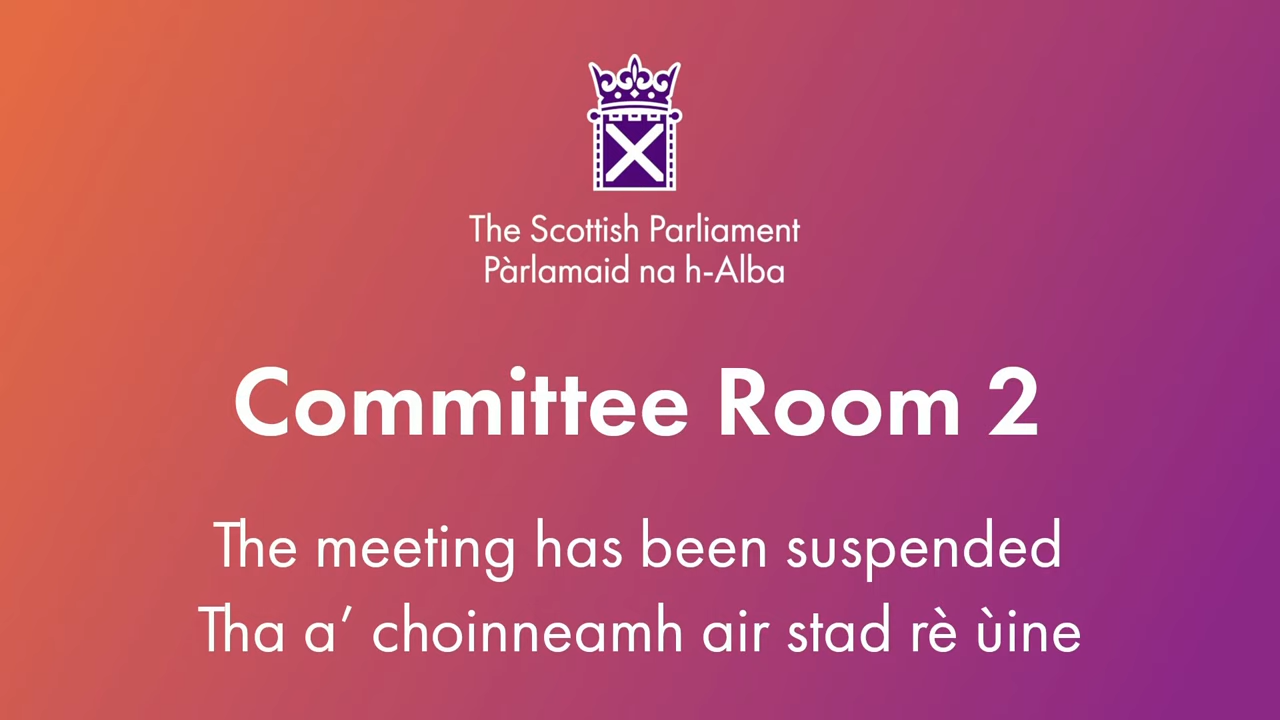 The Scottish Parliament
Pàrlamaid na h-Alba
Committee Room 2
The meeting has been suspended
Tha a’ choinneamh air stad rè ùine